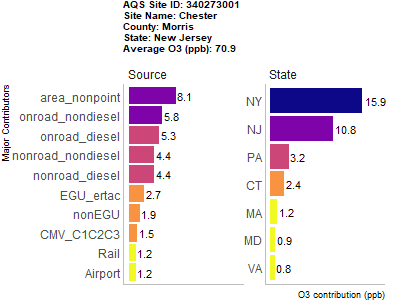 AQS Site ID: 340273001
Site Name: Chester
County: Morris
State: New Jersey
Average O3 (ppb): 70.9
Major Contributors
Source
area_nonpoint 8.1
onroad_nondiesel 5.8
onroad_diesel 5.3
nonroad_nondiesel 4.4
nonroad_diesel 4.4
EGU_ertac 2.7
nonEGU 1.9
CMV_C1C2C3 1.5
Rail 1.2
Airport 1.2
State
NY 15.9
NJ 10.8
PA 3.2
CT 2.4
MA 1.2
MD 0.9
VA 0.8
O3 contribution (ppb)